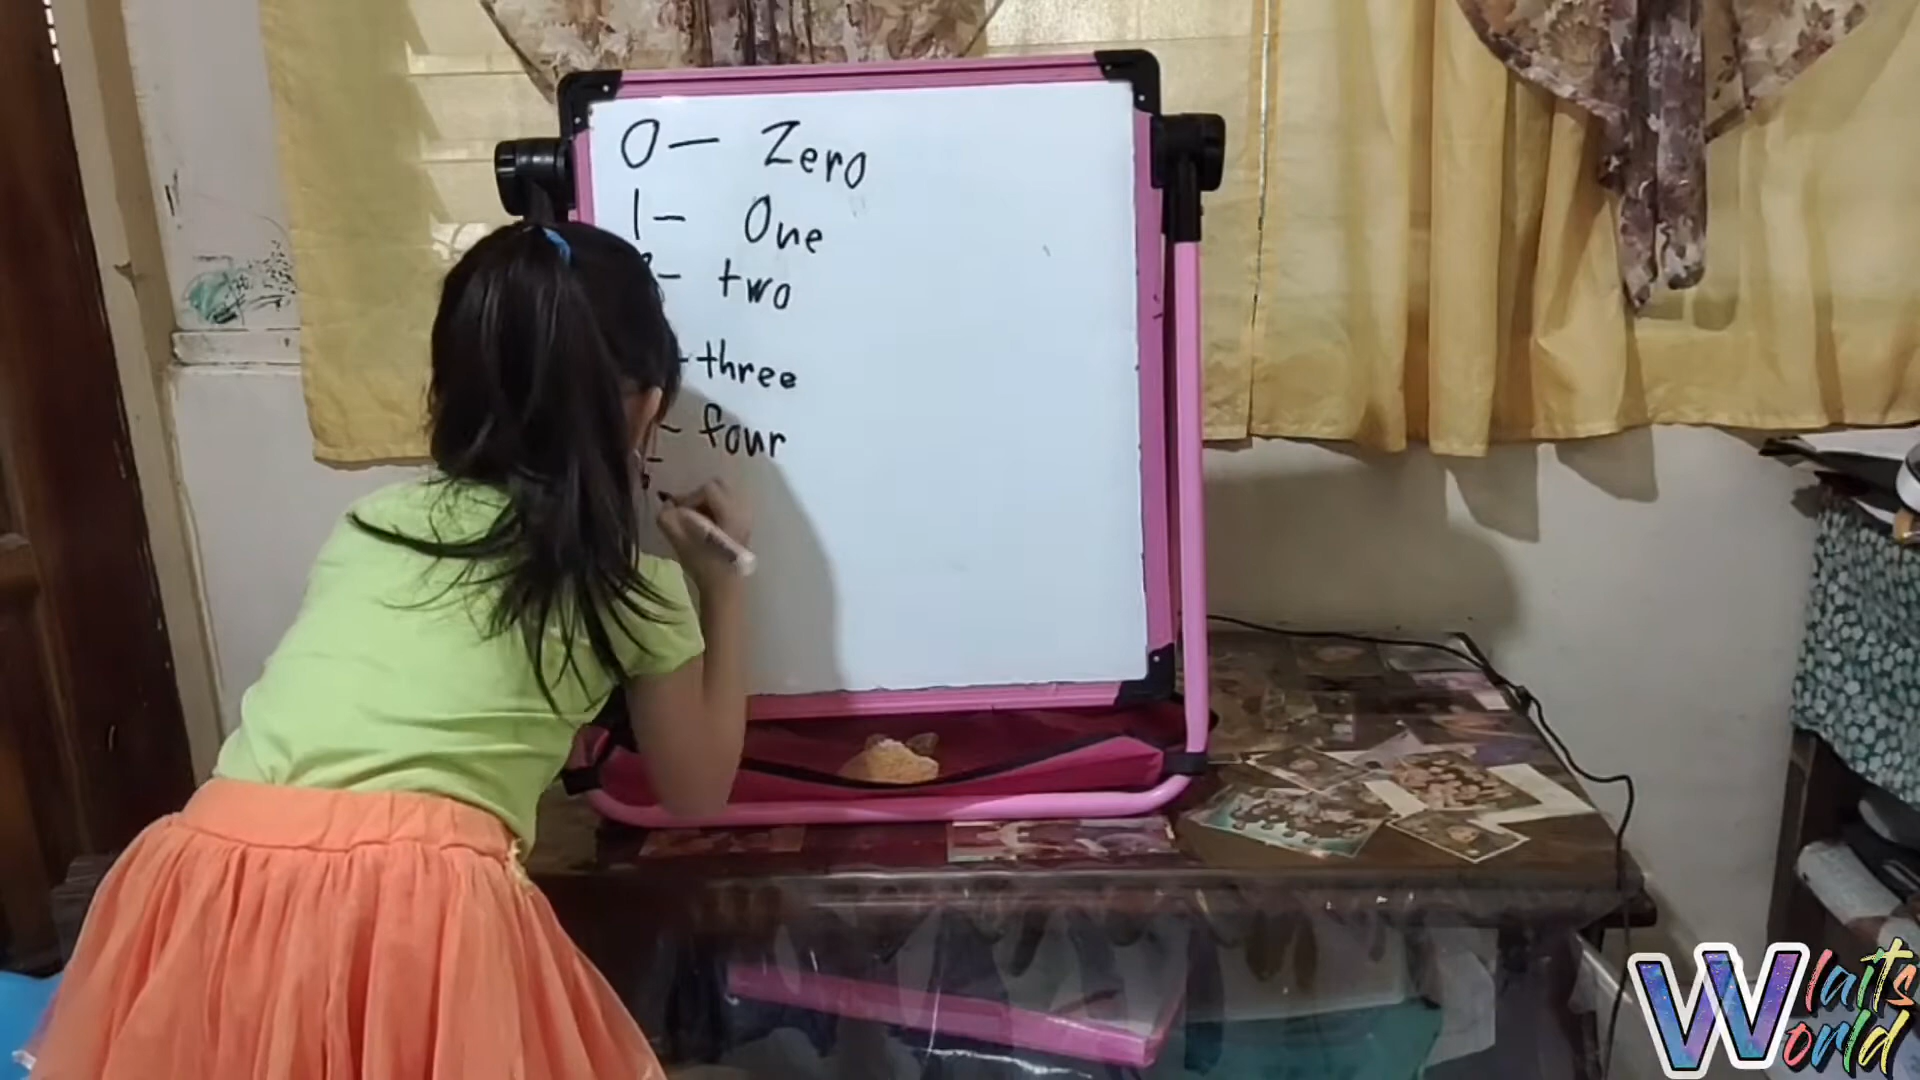 0 - Zero
1 - One
- two
- three
- four
-
Wlaits
World